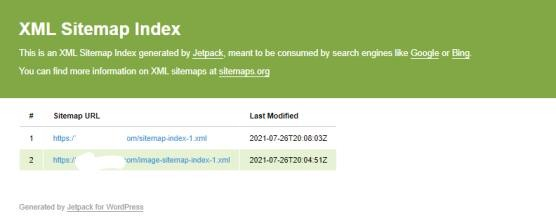 XML Sitemap Index
This is an XML Sitemap Index generated by Jetpack, meant to be consumed by search engines like Google or Bing.
You can find more information on XML sitemaps at sitemaps.org
# Sitemap URL Last Modified
1 https:/ om/sitemap-index-1.xml 2021-07-26T20:08:03Z
2 https:/ com/image-sitemap-index-1.xml 2021-07-26T20:04:51Z
Generated by Jetpack for WordPress